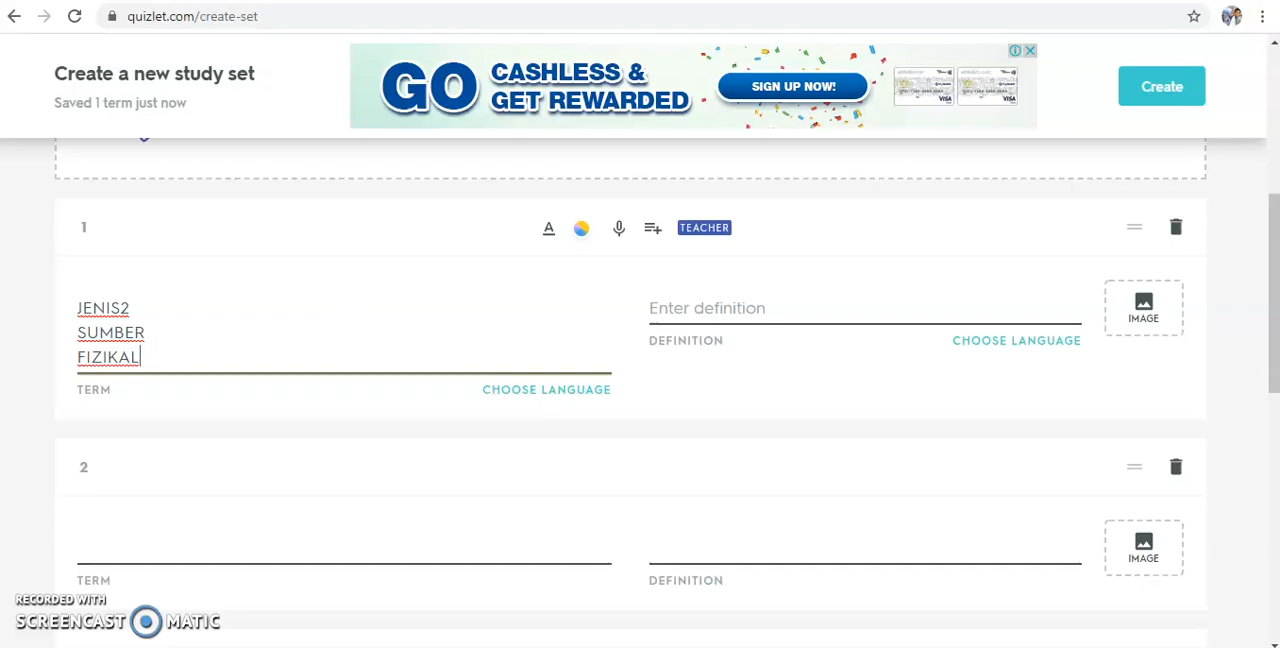 quizlet.com/create-set
Create a new study set
Saved 1 term just now
GO CASHLESS &
GET REWARDED
SIGN UP NOW!
VISA
VISA
Create
1
A
TEACHER
JENIS2
SUMBER
FIZIKAL
TERM
CHOOSE LANGUAGE
Enter definition
DEFINITION
CHOOSE LANGUAGE
IMAGE
2
TERM
DEFINITION
IMAGE
RECORDED WITH
SCREENCAST MATIC